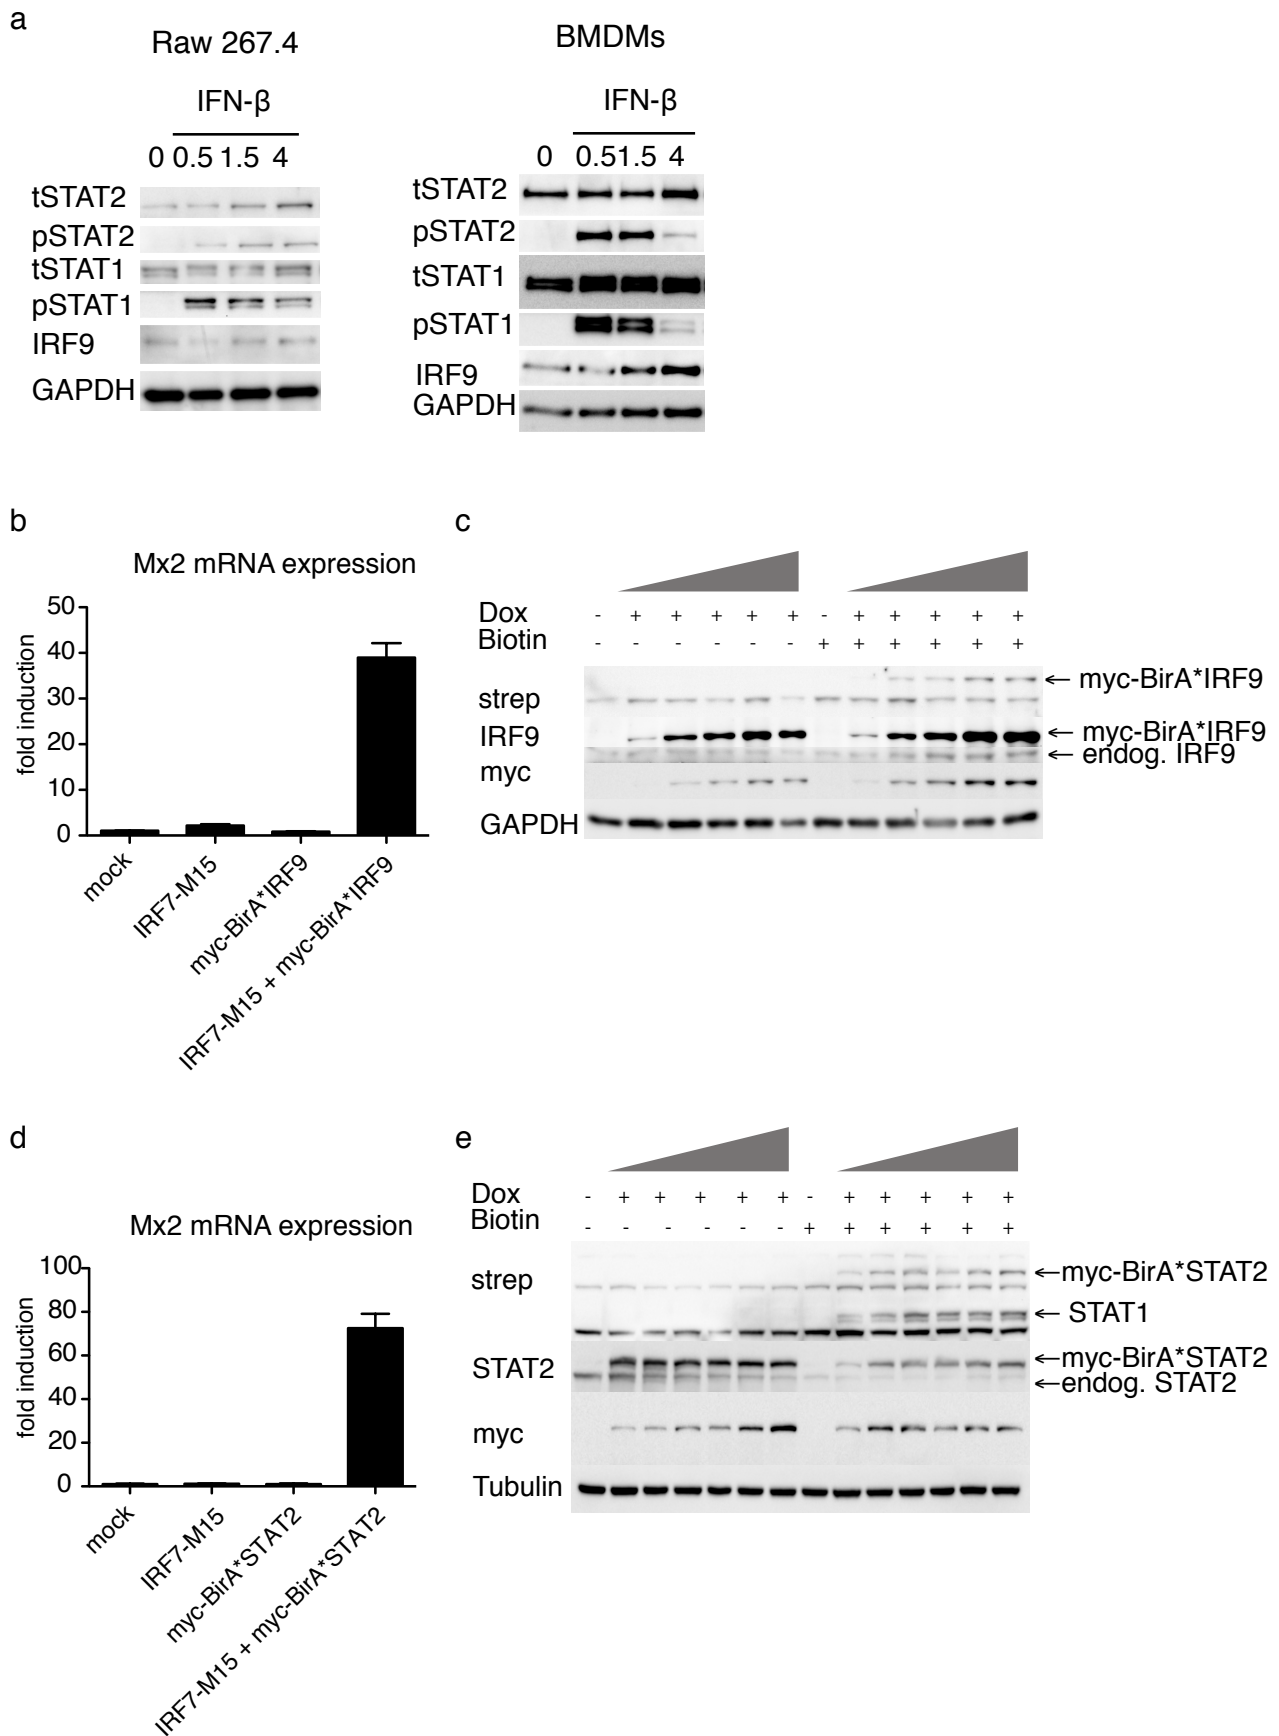 a
Raw 267.4
IFN-β
0 0.5 1.5 4
tSTAT2
pSTAT2
tSTAT1
pSTAT1
IRF9
GAPDH
BMDMs
IFN-β
0 0.5 1.5 4
tSTAT2
pSTAT2
tSTAT1
pSTAT1
IRF9
GAPDH
b
Mx2 mRNA expression
fold induction
50
40
30
20
10
0
mock
IRF7-M15
myc-BirA*IRF9
IRF7-M15 + myc-BirA*IRF9
c
Dox - + + + + + - + + + + +
Biotin - - - - - - + + + + + +
strep
IRF9
myc
GAPDH
← myc-BirA*IRF9
← myc-BirA*IRF9
← endog. IRF9
d
Mx2 mRNA expression
fold induction
100
80
60
40
20
0
mock
IRF7-M15
myc-BirA*STAT2
IRF7-M15 + myc-BirA*STAT2
e
Dox - + + + + + - + + + + +
Biotin - - - - - - + + + + + +
strep
STAT2
myc
Tubulin
←myc-BirA*STAT2
← STAT1
←myc-BirA*STAT2
←endog. STAT2